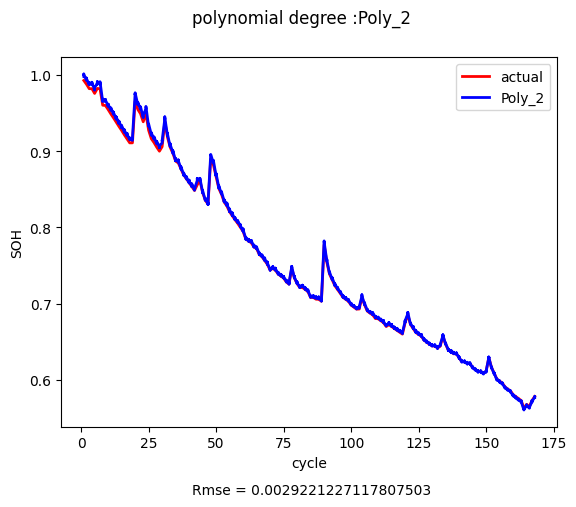 polynomial degree :Poly_2
1.0
0.9
0.8
0.7
0.6
SOH
actual
Poly_2
0
25
50
75
100
125
150
175
cycle
Rmse = 0.0029221227117807503